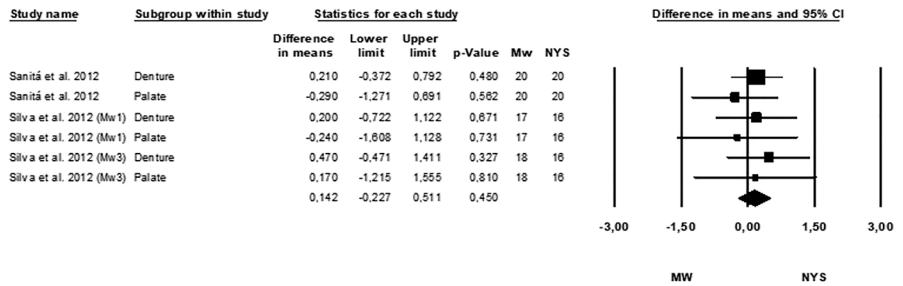 Study name Subgroup within study Statistics for each study Difference in means and 95% CI
Difference in means Lower limit Upper limit p-Value Mw NYS
Sanitá et al. 2012 Denture 0,210 -0,372 0,792 0,480 20 20
Sanitá et al. 2012 Palate -0,290 -1,271 0,691 0,562 20 20
Silva et al. 2012 (Mw1) Denture 0,200 -0,722 1,122 0,671 17 16
Silva et al. 2012 (Mw1) Palate -0,240 -1,608 1,128 0,731 17 16
Silva et al. 2012 (Mw3) Denture 0,470 -0,471 1,411 0,327 18 16
Silva et al. 2012 (Mw3) Palate 0,170 -1,215 1,555 0,810 18 16
0,142 -0,227 0,511 0,450
-3,00 -1,50 0,00 1,50 3,00
MW NYS